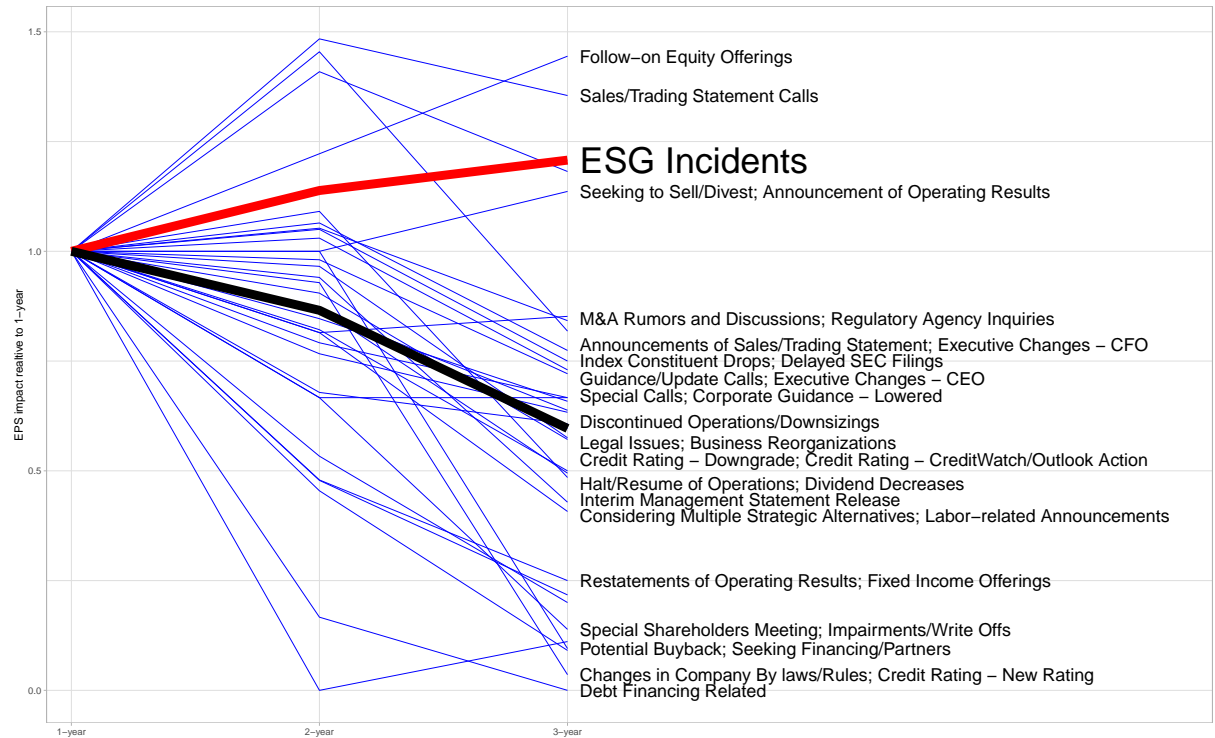 1.5
Follow−on Equity Offerings
Sales/Trading Statement Calls
ESG Incidents
Seeking to Sell/Divest; Announcement of Operating Results
1.0
EPS impact realtive to 1−year
M&A Rumors and Discussions; Regulatory Agency Inquiries
Announcements of Sales/Trading Statement; Executive Changes − CFO
Index Constituent Drops; Delayed SEC Filings
Guidance/Update Calls; Executive Changes − CEO
Special Calls; Corporate Guidance − Lowered
Discontinued Operations/Downsizings
Legal Issues; Business Reorganizations
Credit Rating − Downgrade; Credit Rating − CreditWatch/Outlook Action
0.5
Halt/Resume of Operations; Dividend Decreases
Interim Management Statement Release
Considering Multiple Strategic Alternatives; Labor−related Announcements
Restatements of Operating Results; Fixed Income Offerings
Special Shareholders Meeting; Impairments/Write Offs
Potential Buyback; Seeking Financing/Partners
Changes in Company By laws/Rules; Credit Rating − New Rating
Debt Financing Related
0.0
1−year
2−year
3−year